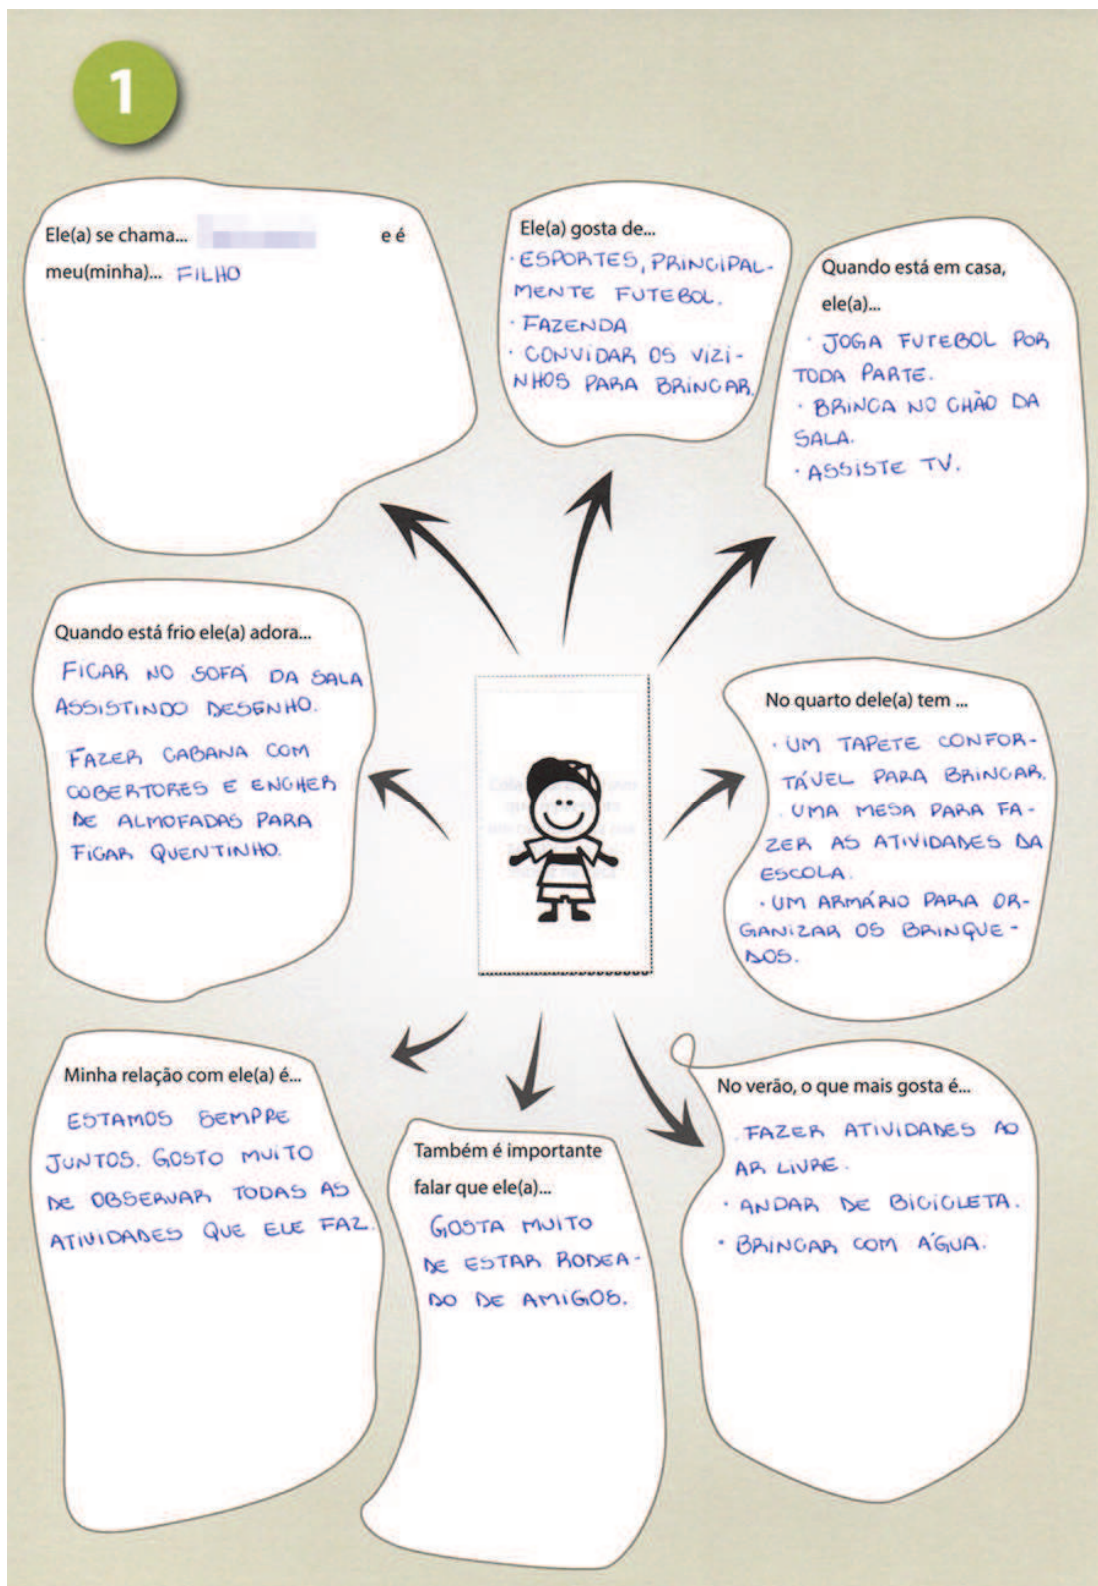 1
Ele(a) se chama... e é
meu(minha)... FILHO
Ele(a) gosta de...
· ESPORTES, PRINCIPAL-
MENTE FUTEBOL.
· FAZENDA
· CONVIDAR OS VIZI-
NHOS PARA BRINCAR.
Quando está em casa,
ele(a)...
· JOGA FUTEBOL POR
TODA PARTE.
· BRINCA NO CHÃO DA
SALA.
· ASSISTE TV.
Quando está frio ele(a) adora...
FICAR NO SOFÁ DA SALA
ASSISTINDO DESENHO.
FAZER CABANA COM
COBERTORES E ENCHER
DE ALMOFADAS PARA
FICAR QUENTINHO.
No quarto dele(a) tem ...
· UM TAPETE CONFOR-
TÁVEL PARA BRINCAR.
· UMA MESA PARA FA-
ZER AS ATIVIDADES DA
ESCOLA.
· UM ARMÁRIO PARA OR-
GANIZAR OS BRINQUE-
DOS.
Minha relação com ele(a) é...
ESTAMOS SEMPRE
JUNTOS. GOSTO MUITO
DE OBSERVAR TODAS AS
ATIVIDADES QUE ELE FAZ.
Também é importante
falar que ele(a)...
GOSTA MUITO
DE ESTAR RODEA-
DO DE AMIGOS.
No verão, o que mais gosta é...
· FAZER ATIVIDADES AO
AR LIVRE.
· ANDAR DE BICICLETA.
· BRINCAR COM ÁGUA.